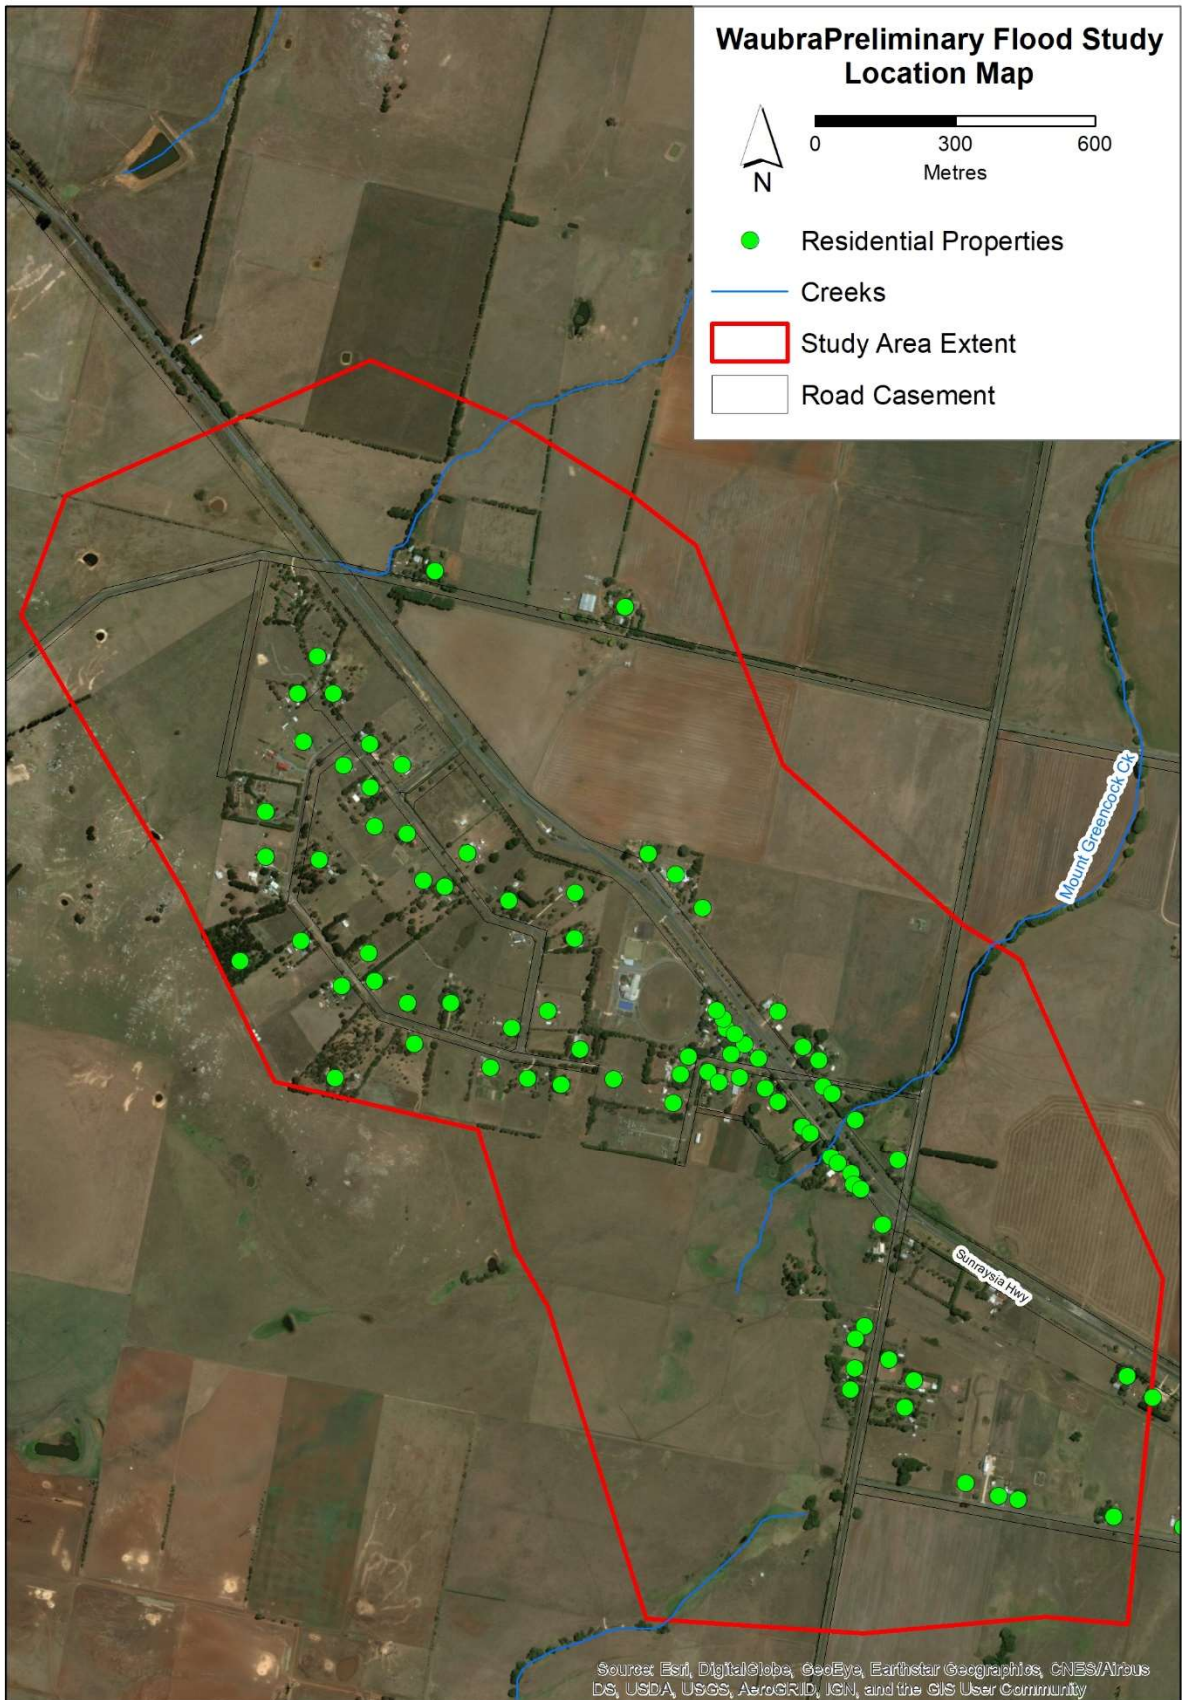 WaubraPreliminary Flood Study
Location Map
0 300 600
Metres
N
Residential Properties
Creeks
Study Area Extent
Road Casement
Mount Greencock Ck
Sunraysia Hwy
Source: Esri, DigitalGlobe, GeoEye, Earthstar Geographics, CNES/Airbus
DS, USDA, USGS, AeroGRID, IGN, and the GIS User Community